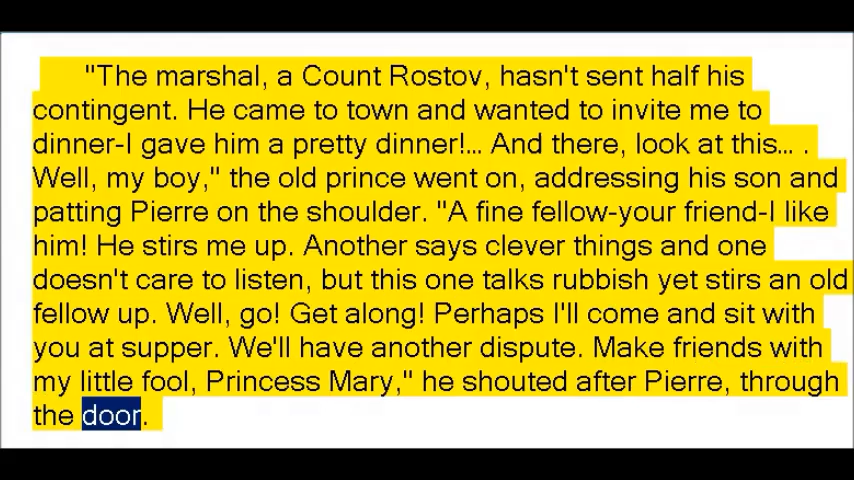 "The marshal, a Count Rostov, hasn't sent half his
contingent. He came to town and wanted to invite me to
dinner-I gave him a pretty dinner!... And there, look at this... .
Well, my boy," the old prince went on, addressing his son and
patting Pierre on the shoulder. "A fine fellow-your friend-I like
him! He stirs me up. Another says clever things and one
doesn't care to listen, but this one talks rubbish yet stirs an old
fellow up. Well, go! Get along! Perhaps I'll come and sit with
you at supper. We'll have another dispute. Make friends with
my little fool, Princess Mary," he shouted after Pierre, through
the door.